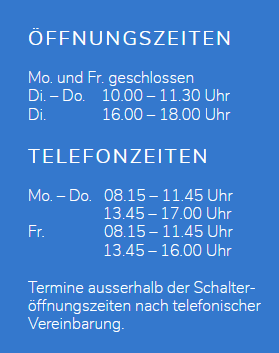 ÖFFNUNGSZEITEN
Mo. und Fr. geschlossen
Di. – Do. 10.00 – 11.30 Uhr
Di. 16.00 – 18.00 Uhr
TELEFONZEITEN
Mo. – Do. 08.15 – 11.45 Uhr
13.45 – 17.00 Uhr
Fr. 08.15 – 11.45 Uhr
13.45 – 16.00 Uhr
Termine ausserhalb der Schalter-
öffnungszeiten nach telefonischer
Vereinbarung.